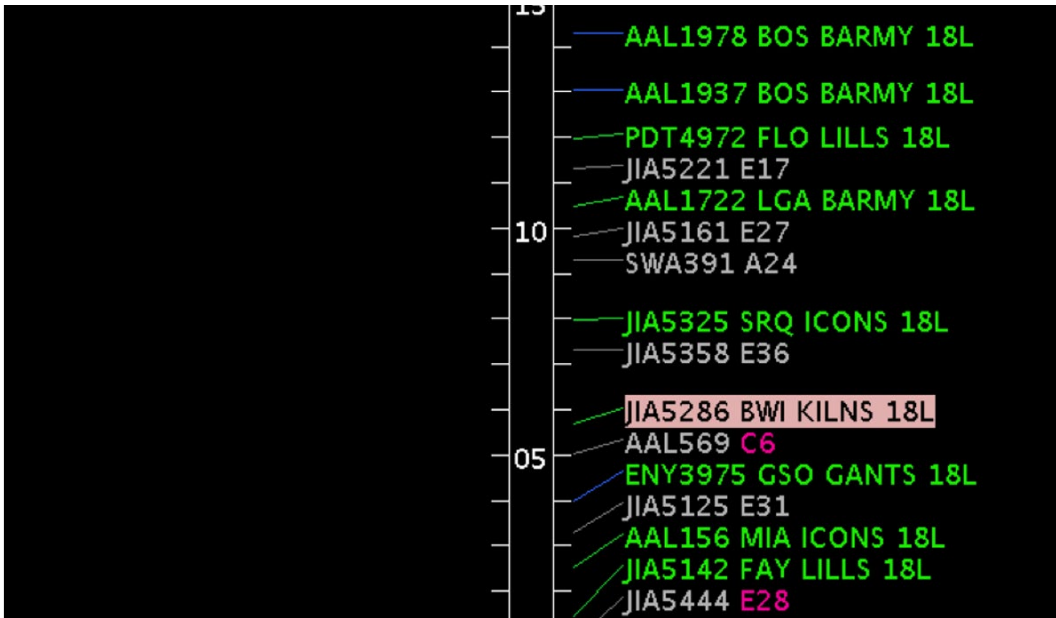 15
AAL1978 BOS BARMY 18L
AAL1937 BOS BARMY 18L
PDT4972 FLO LILLS 18L
JIA5221 E17
AAL1722 LGA BARMY 18L
10
JIA5161 E27
SWA391 A24
JIA5325 SRQ ICONS 18L
JIA5358 E36
JIA5286 BWI KILNS 18L
AAL569 C6
05
ENY3975 GSO GANTS 18L
JIA5125 E31
AAL156 MIA ICONS 18L
JIA5142 FAY LILLS 18L
JIA5444 E28